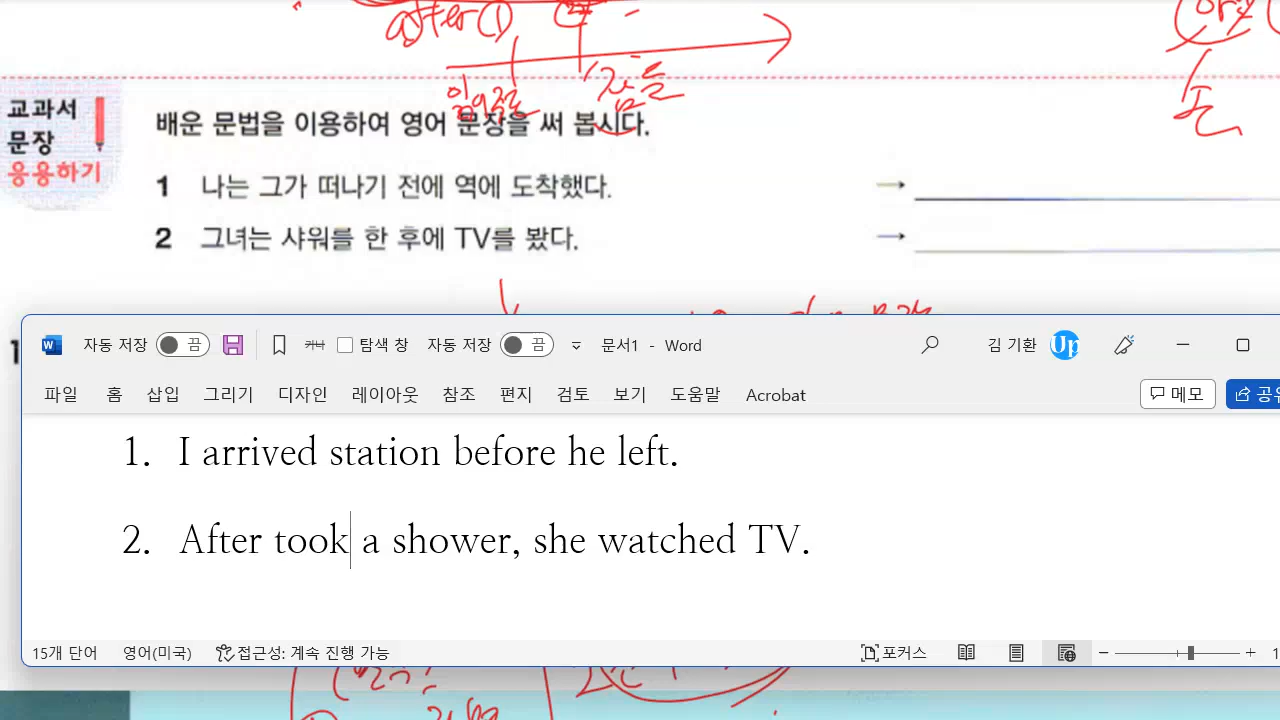 after
교과서
문장
응용하기
배운 문법을 이용하여 영어 문장을 써 봅시다.
1 나는 그가 떠나기 전에 역에 도착했다. →
2 그녀는 샤워를 한 후에 TV를 봤다. →
자동 저장 끔 탐색 창 자동 저장 끔 문서1 - Word 김 기환 Up
파일 홈 삽입 그리기 디자인 레이아웃 참조 편지 검토 보기 도움말 Acrobat 메모
1. I arrived station before he left.
2. After took a shower, she watched TV.
15개 단어 영어(미국) 접근성: 계속 진행 가능 포커스